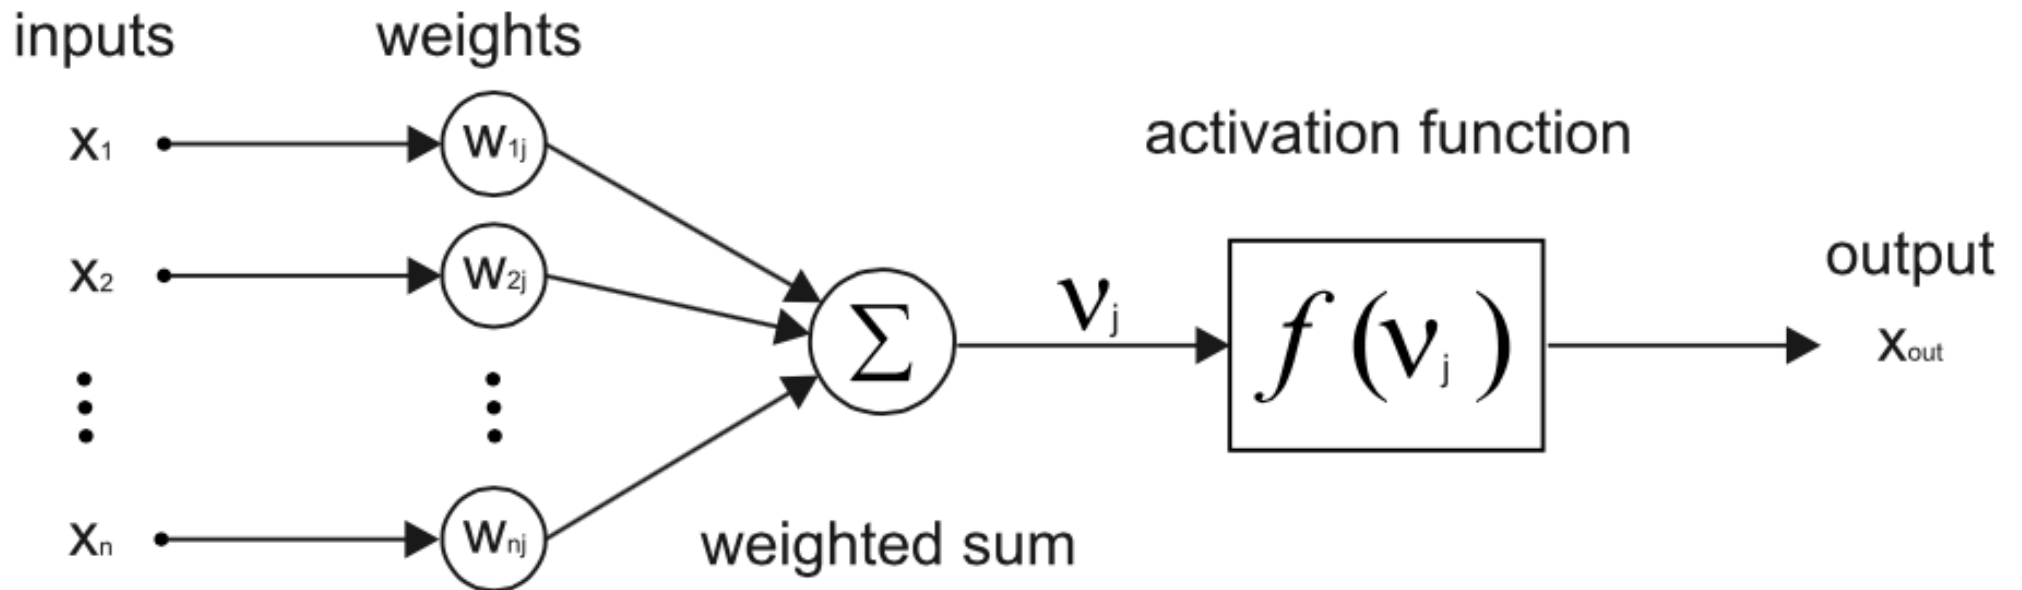 inputs weights
activation function
x₁ w₁ⱼ
x₂ w₂ⱼ
Σ νⱼ f(νⱼ) output
xout
xₙ wₙⱼ
weighted sum